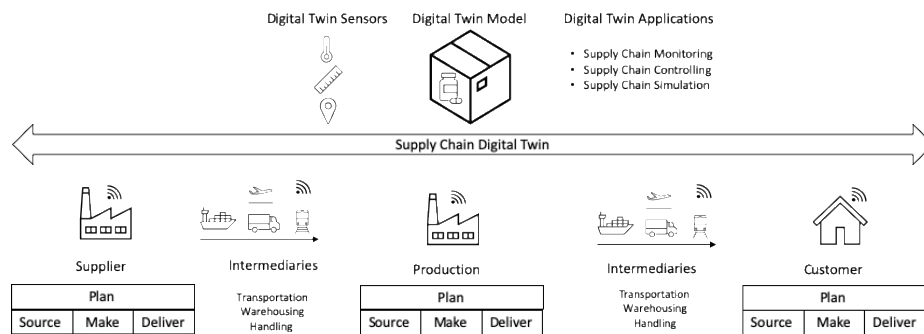 Digital Twin Sensors Digital Twin Model Digital Twin Applications
• Supply Chain Monitoring
• Supply Chain Controlling
• Supply Chain Simulation
Supply Chain Digital Twin
Supplier Intermediaries Production Intermediaries Customer
Plan
Source Make Deliver
Transportation
Warehousing
Handling
Plan
Source Make Deliver
Transportation
Warehousing
Handling
Plan
Source Make Deliver